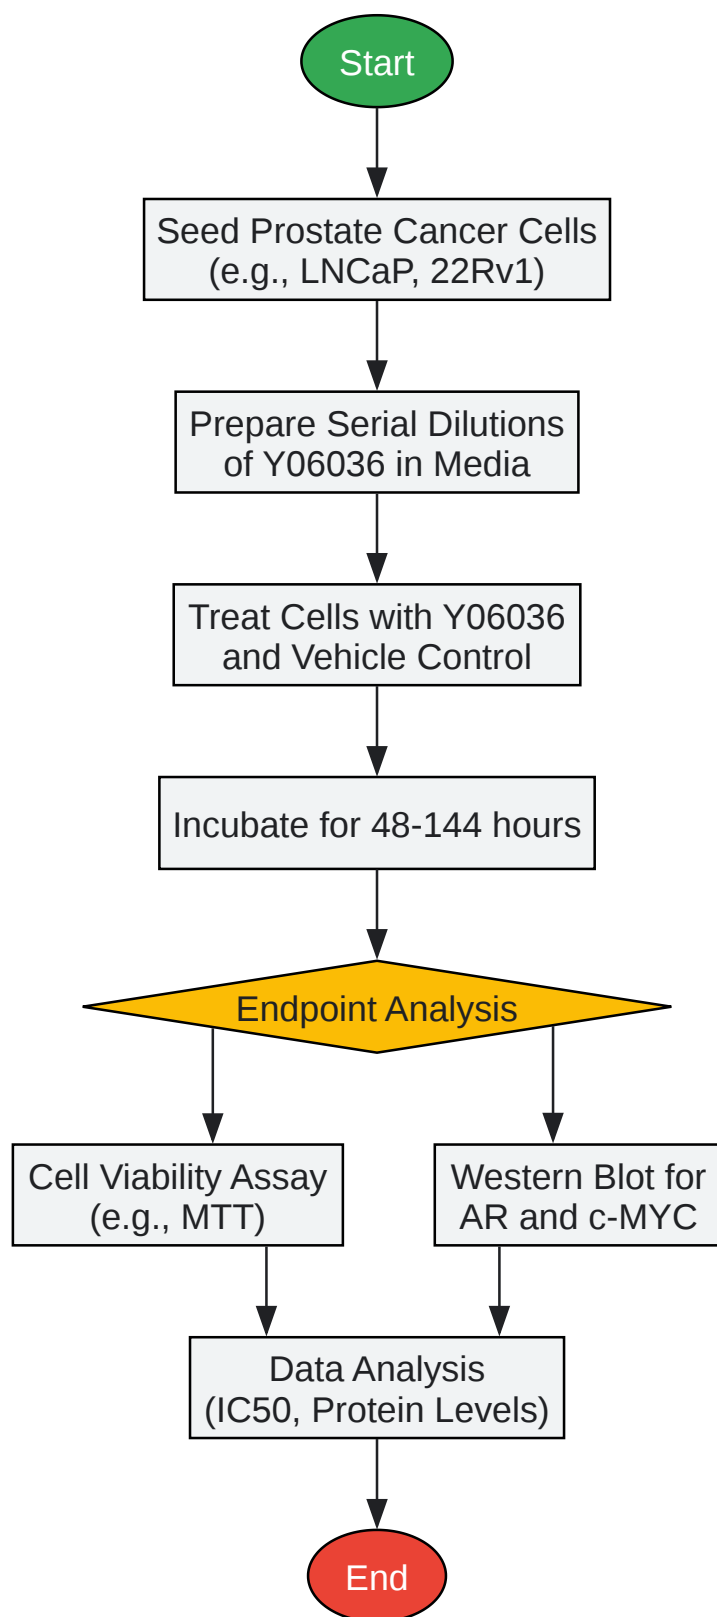 Start
Seed Prostate Cancer Cells
(e.g., LNCaP, 22Rv1)
Prepare Serial Dilutions
of Y06036 in Media
Treat Cells with Y06036
and Vehicle Control
Incubate for 48-144 hours
Endpoint Analysis
Cell Viability Assay
(e.g., MTT)
Western Blot for
AR and c-MYC
Data Analysis
(IC50, Protein Levels)
End